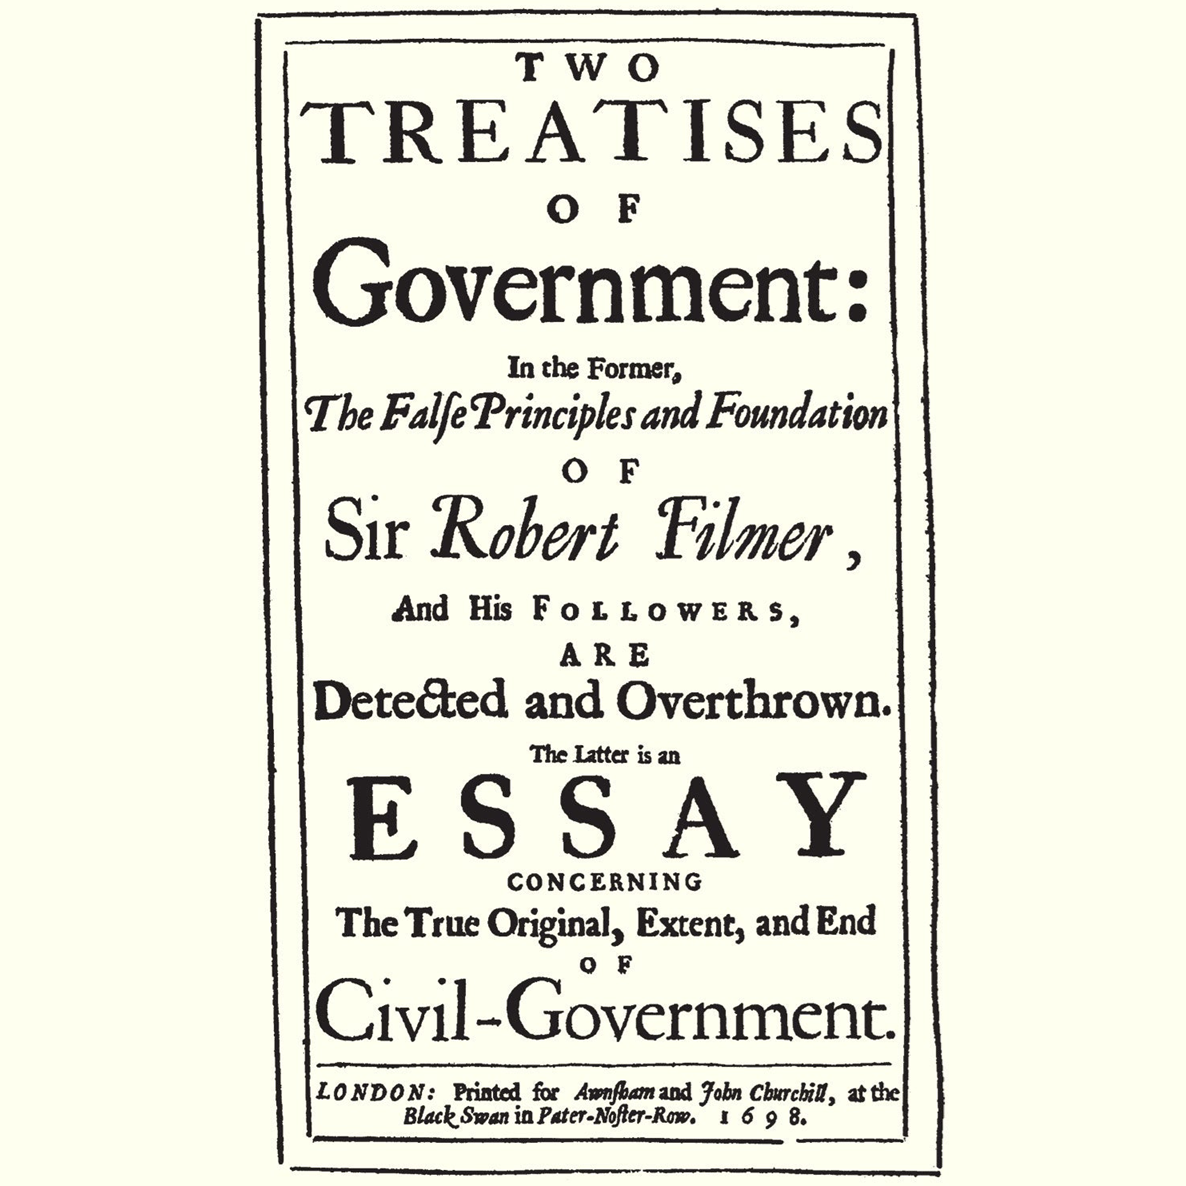 TWO
TREATISES
OF
Government:
In the Former,
The Falſe Principles and Foundation
OF
Sir Robert Filmer,
And His FOLLOWERS,
ARE
Detected and Overthrown.
The Latter is an
ESSAY
CONCERNING
The True Original, Extent, and End
OF
Civil-Government.
LONDON: Printed for Awnſham and John Churchill, at the
Black Swan in Pater-Noſter-Row. 1698.